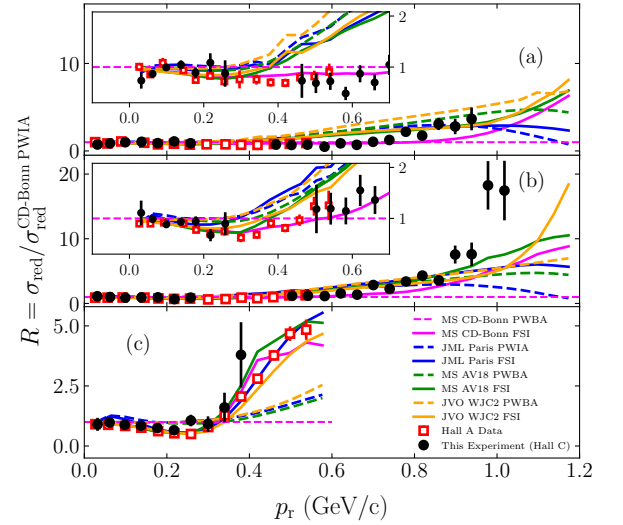 R = σred/σred^CD-Bonn PWIA
10
1
2
1
0.0
0.2
0.4
0.6
(a)
20
10
1
2
1
0.0
0.2
0.4
0.6
(b)
5.0
2.5
0.0
(c)
MS CD-Bonn PWBA
MS CD-Bonn FSI
JML Paris PWIA
JML Paris FSI
MS AV18 PWBA
MS AV18 FSI
JVO WJC2 PWBA
JVO WJC2 FSI
Hall A Data
This Experiment (Hall C)
0.0
0.2
0.4
0.6
0.8
1.0
1.2
pr (GeV/c)